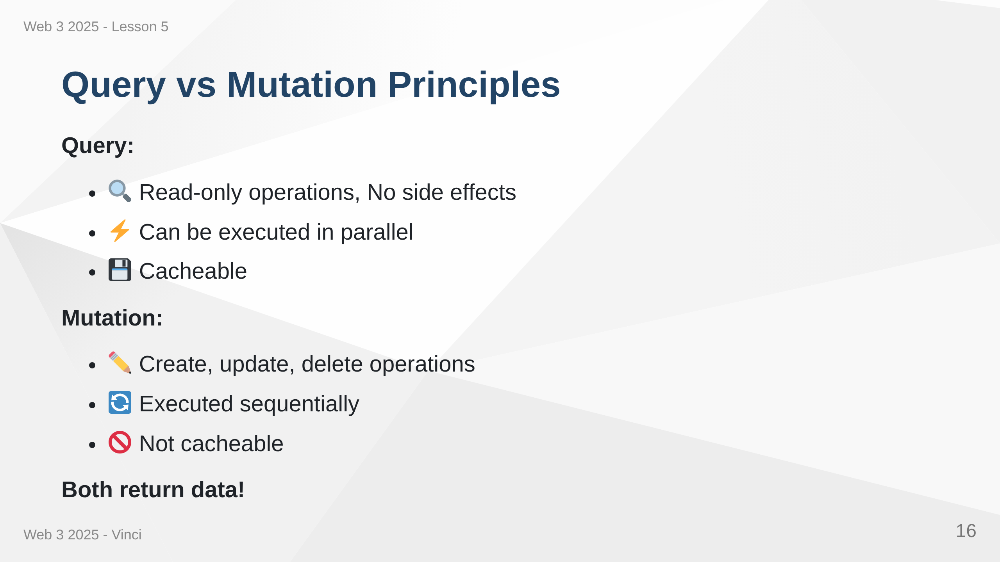 Web 3 2025 - Lesson 5
Query vs Mutation Principles
Query:
• 🔍 Read-only operations, No side effects
• ⚡ Can be executed in parallel
• 💾 Cacheable
Mutation:
• ✏️ Create, update, delete operations
• 🔄 Executed sequentially
• 🚫 Not cacheable
Both return data!
Web 3 2025 - Vinci
16